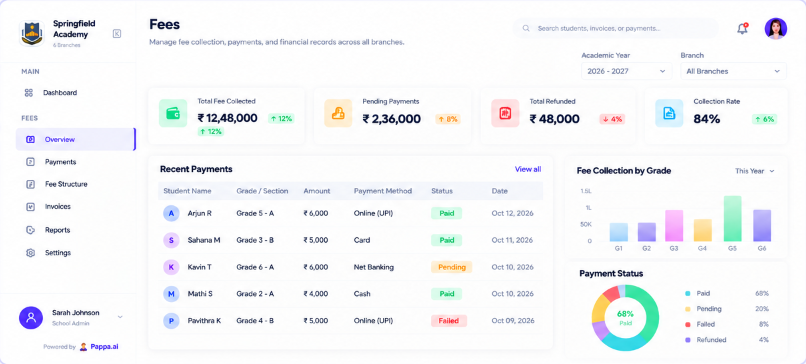 Springfield
Academy
6 Branches
MAIN
Dashboard
FEES
Overview
Payments
Fee Structure
Invoices
Reports
Settings
Sarah Johnson
School Admin
Powered by Pappa.ai
Fees
Manage fee collection, payments, and financial records across all branches.
Search students, invoices, or payments...
Academic Year
2026 - 2027
Branch
All Branches
Total Fee Collected
₹ 12,48,000 ↑ 12%
↑ 12%
Pending Payments
₹ 2,36,000 ↑ 8%
Total Refunded
₹ 48,000 ↓ 4%
Collection Rate
84% ↑ 6%
Recent Payments View all
Student Name Grade / Section Amount Payment Method Status Date
A Arjun R Grade 5 - A ₹ 6,000 Online (UPI) Paid Oct 12, 2026
S Sahana M Grade 3 - B ₹ 5,000 Card Paid Oct 11, 2026
K Kavin T Grade 6 - A ₹ 6,000 Net Banking Pending Oct 10, 2026
M Mathi S Grade 2 - A ₹ 4,000 Cash Paid Oct 10, 2026
P Pavithra K Grade 4 - B ₹ 5,000 Online (UPI) Failed Oct 09, 2026
Fee Collection by Grade This Year
1.5L
1L
50K
0
G1 G2 G3 G4 G5 G6
Payment Status
68%
Paid
Paid 68%
Pending 20%
Failed 8%
Refunded 4%